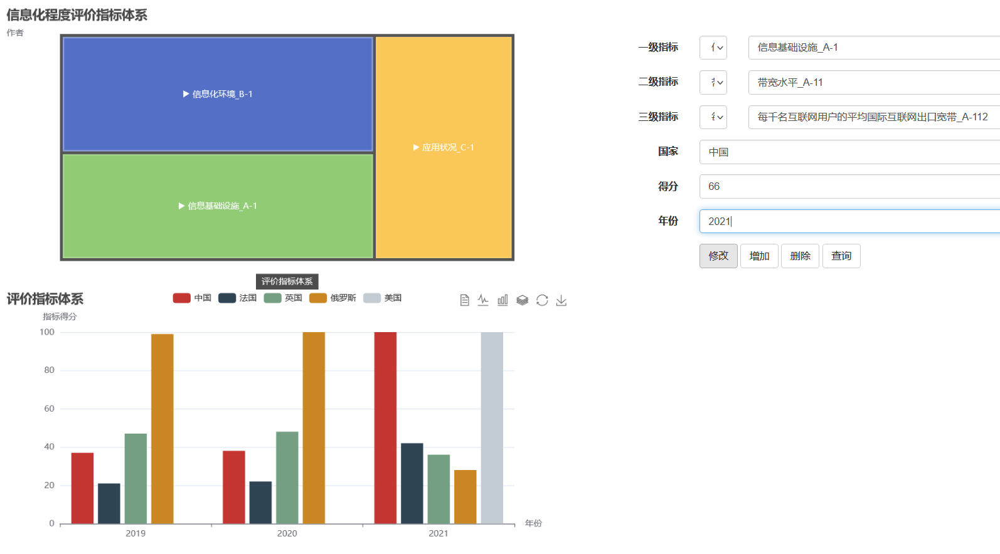 信息化程度评价指标体系
作者
▶ 信息化环境_B-1
▶ 应用状况_C-1
▶ 信息基础设施_A-1
一级指标 信息基础设施_A-1
二级指标 带宽水平_A-11
三级指标 每千名互联网用户的平均国际互联网出口宽带_A-112
国家 中国
得分 66
年份 2021
修改 增加 删除 查询
评价指标体系
评价指标体系
中国 法国 英国 俄罗斯 美国
指标得分
100
80
60
40
20
0
2019 2020 2021
年份